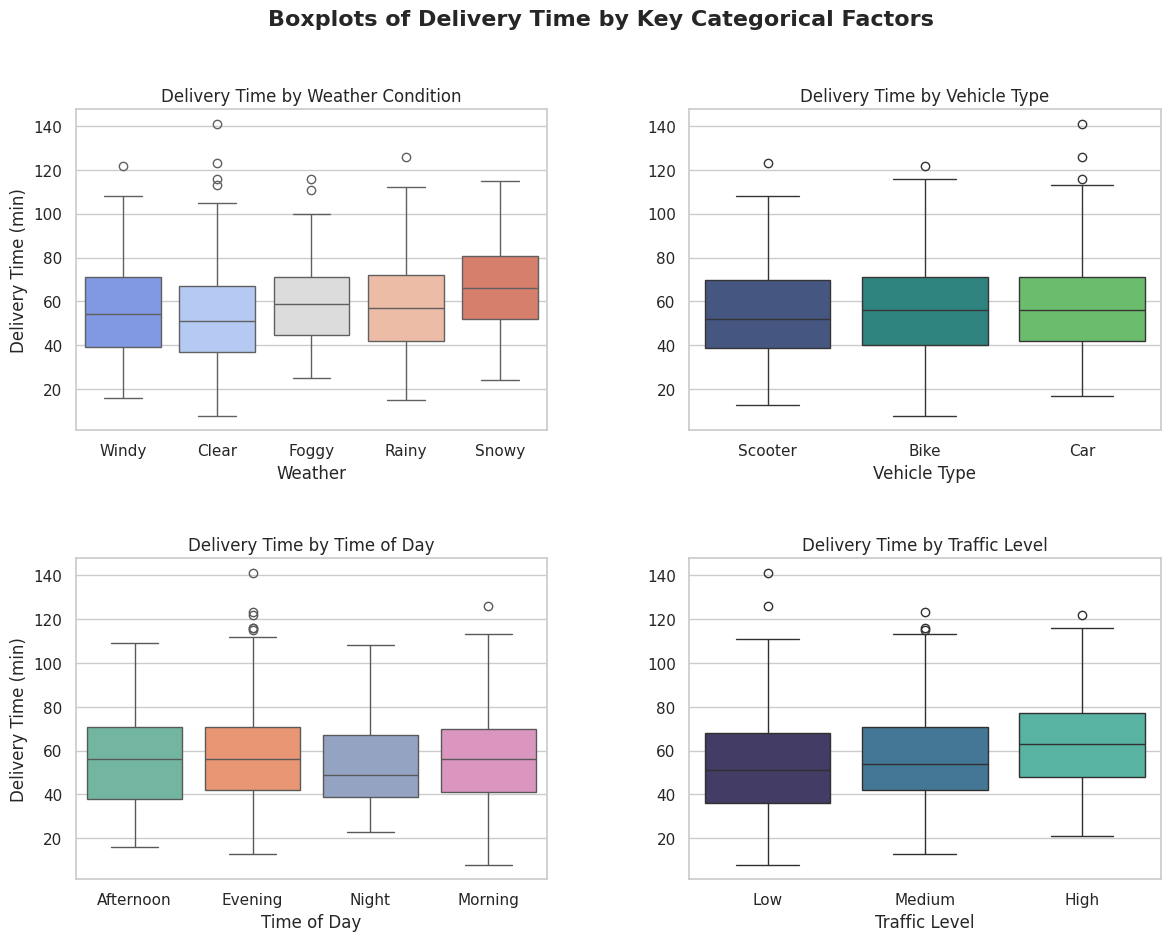 Boxplots of Delivery Time by Key Categorical Factors
Delivery Time by Weather Condition
Delivery Time (min)
140
120
100
80
60
40
20
Windy Clear Foggy Rainy Snowy
Weather
Delivery Time by Vehicle Type
140
120
100
80
60
40
20
Scooter Bike Car
Vehicle Type
Delivery Time by Time of Day
Delivery Time (min)
140
120
100
80
60
40
20
Afternoon Evening Night Morning
Time of Day
Delivery Time by Traffic Level
140
120
100
80
60
40
20
Low Medium High
Traffic Level